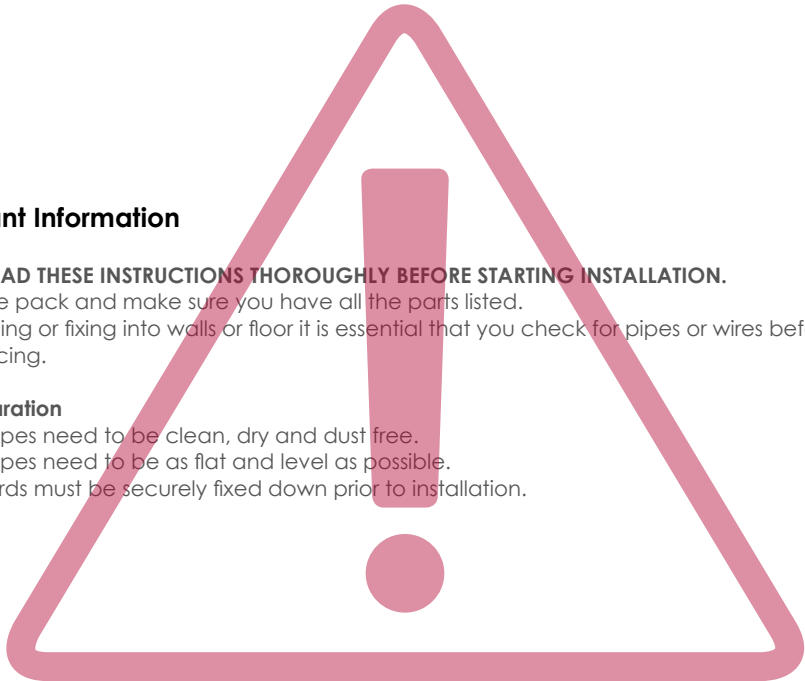 nt Information
AD THESE INSTRUCTIONS THOROUGHLY BEFORE STARTING INSTALLATION.
e pack and make sure you have all the parts listed.
ing or fixing into walls or floor it is essential that you check for pipes or wires bef
cing.
ration
pes need to be clean, dry and dust free.
pes need to be as flat and level as possible.
rds must be securely fixed down prior to installation.